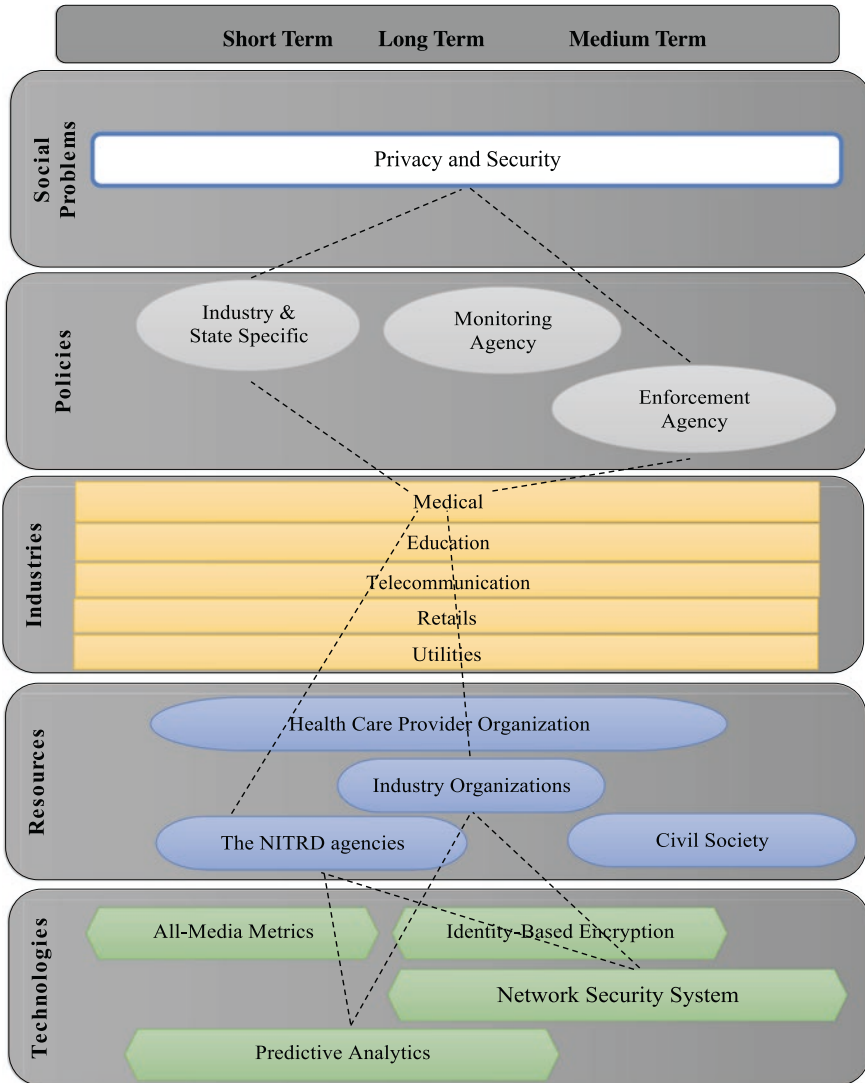 Short Term Long Term Medium Term
Social
Problems
Privacy and Security
Policies
Industry &
State Specific
Monitoring
Agency
Enforcement
Agency
Industries
Medical
Education
Telecommunication
Retails
Utilities
Resources
Health Care Provider Organization
Industry Organizations
The NITRD agencies
Civil Society
Technologies
All-Media Metrics
Identity-Based Encryption
Network Security System
Predictive Analytics